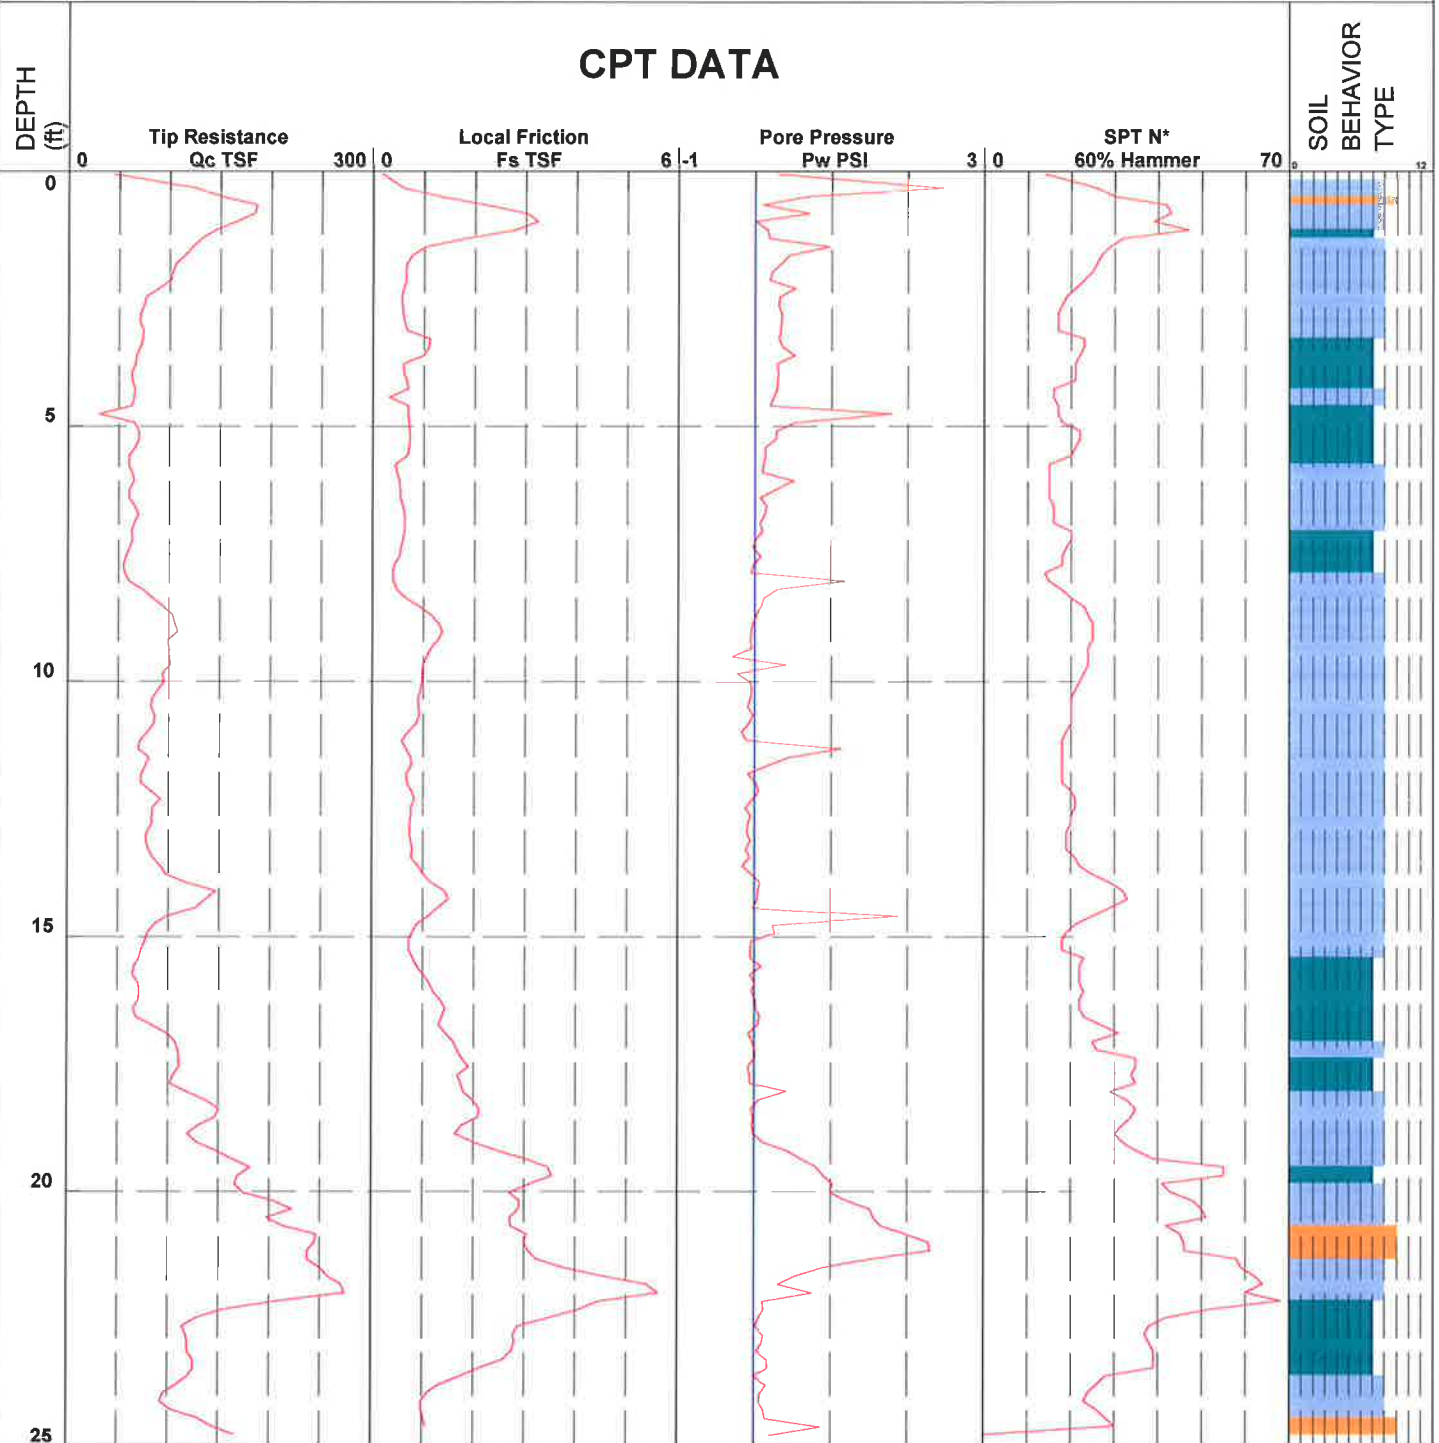 CPT DATA
DEPTH
(ft)
SOIL
BEHAVIOR
TYPE
Tip Resistance
Local Friction
Pore Pressure
SPT N*
0 Qc TSF 300
0 Fs TSF 6
-1 Pw PSI 3
0 60% Hammer 70
0 12
0
5
10
15
20
25